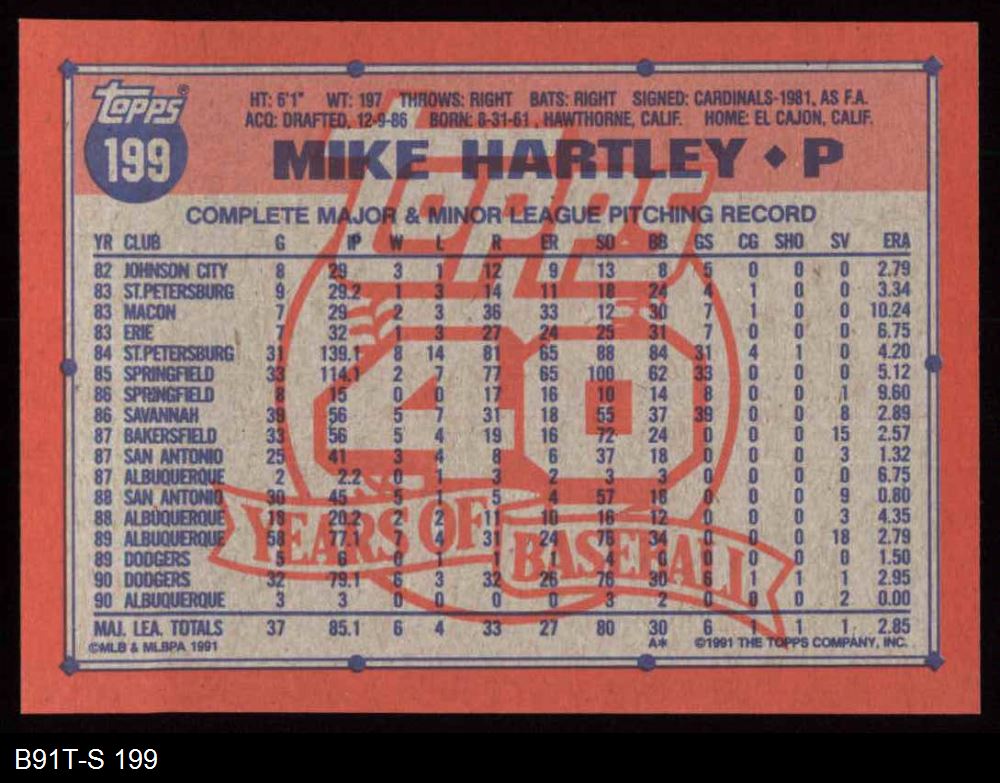 Topps®
199
HT: 6'1" WT: 197 THROWS: RIGHT BATS: RIGHT SIGNED: CARDINALS-1981, AS F.A.
ACQ: DRAFTED, 12-9-86 BORN: 8-31-61, HAWTHORNE, CALIF. HOME: EL CAJON, CALIF.
MIKE HARTLEY ♦ P
COMPLETE MAJOR & MINOR LEAGUE PITCHING RECORD
YR CLUB G IP W L R ER SO BB GS CG SHO SV ERA
82 JOHNSON CITY 8 29 3 1 12 9 13 8 5 0 0 0 2.79
83 ST.PETERSBURG 9 29.2 1 3 14 11 18 24 4 1 0 0 3.34
83 MACON 7 29 2 3 36 33 12 30 7 1 0 0 10.24
83 ERIE 7 32 1 3 27 24 25 31 7 0 0 0 6.75
84 ST.PETERSBURG 31 139.1 8 14 81 65 88 84 31 4 1 0 4.20
85 SPRINGFIELD 33 114.1 2 7 77 65 100 62 33 0 0 0 5.12
86 SPRINGFIELD 8 15 0 0 17 16 10 14 8 0 0 1 9.60
86 SAVANNAH 39 56 5 7 31 18 55 37 39 0 0 8 2.89
87 BAKERSFIELD 33 56 5 4 19 16 72 24 0 0 0 15 2.57
87 SAN ANTONIO 25 41 3 4 8 6 37 18 0 0 0 3 1.32
87 ALBUQUERQUE 2 2.2 0 1 3 2 3 3 0 0 0 0 6.75
88 SAN ANTONIO 30 45 5 1 5 4 57 18 0 0 0 9 0.80
88 ALBUQUERQUE 18 20.2 2 2 11 10 16 12 0 0 0 3 4.35
89 ALBUQUERQUE 58 77.1 7 4 31 24 76 34 0 0 0 18 2.79
89 DODGERS 5 6 0 1 1 1 4 0 0 0 0 0 1.50
90 DODGERS 32 79.1 6 3 32 26 76 30 6 1 1 1 2.95
90 ALBUQUERQUE 3 3 0 0 0 0 3 2 0 0 0 2 0.00
MAJ. LEA. TOTALS 37 85.1 6 4 33 27 80 30 6 1 1 1 2.85
©MLB & MLBPA 1991 A* ©1991 THE TOPPS COMPANY, INC.
TOPPS
40
YEARS OF
BASEBALL
B91T-S 199